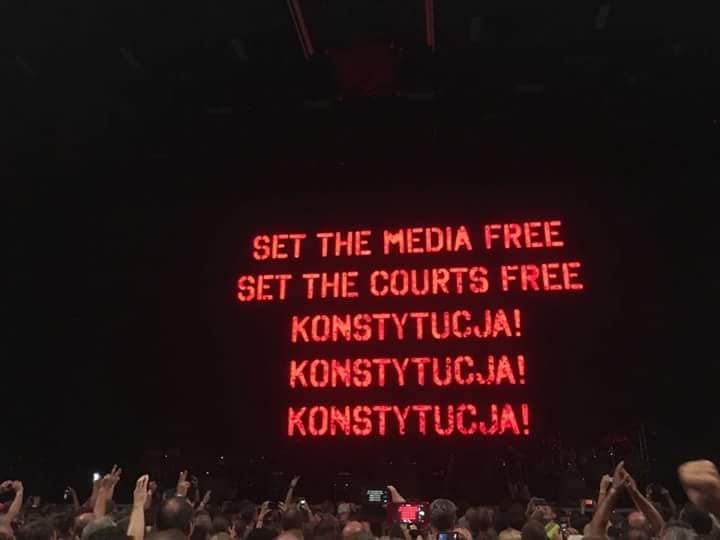 SET THE MEDIA FREE
SET THE COURTS FREE
KONSTYTUCJA!
KONSTYTUCJA!
KONSTYTUCJA!